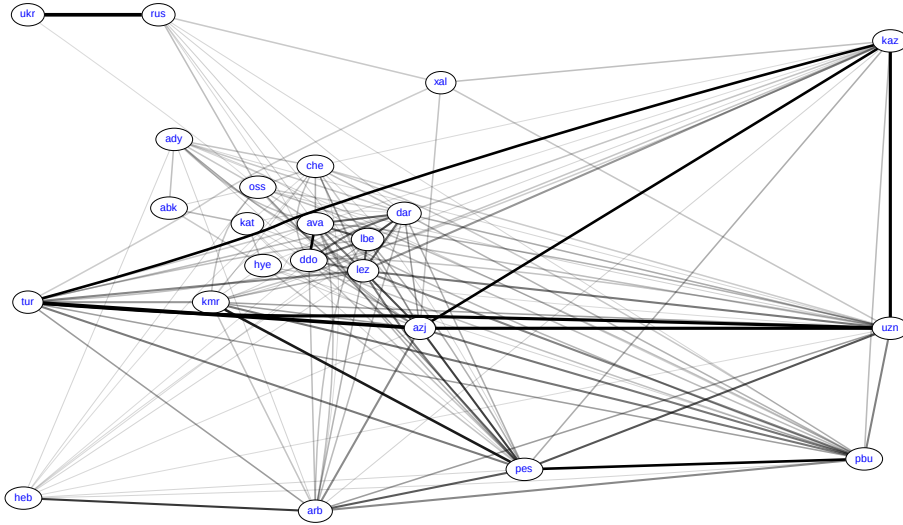 ukr
rus
kaz
xal
ady
che
oss
abk
kat
ava
dar
lbe
hye
ddo
lez
tur
kmr
azj
uzn
pes
pbu
heb
arb